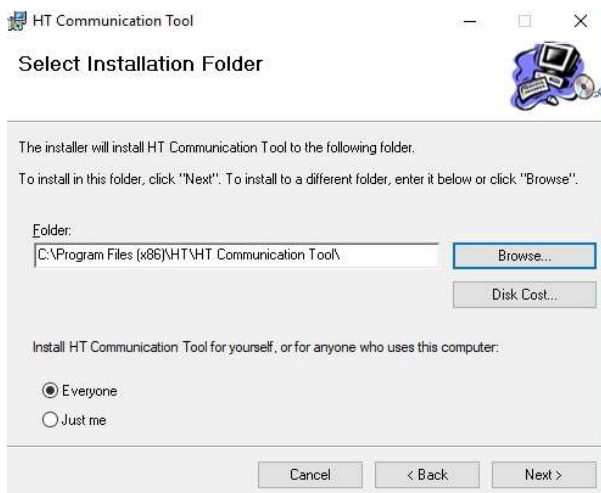 HT Communication Tool
Select Installation Folder
The installer will install HT Communication Tool to the following folder.
To install in this folder, click "Next". To install to a different folder, enter it below or click "Browse".
Folder:
C:\Program Files (x86)\HT\HT Communication Tool\
Browse...
Disk Cost...
Install HT Communication Tool for yourself, or for anyone who uses this computer:
Everyone
Just me
Cancel
< Back
Next >